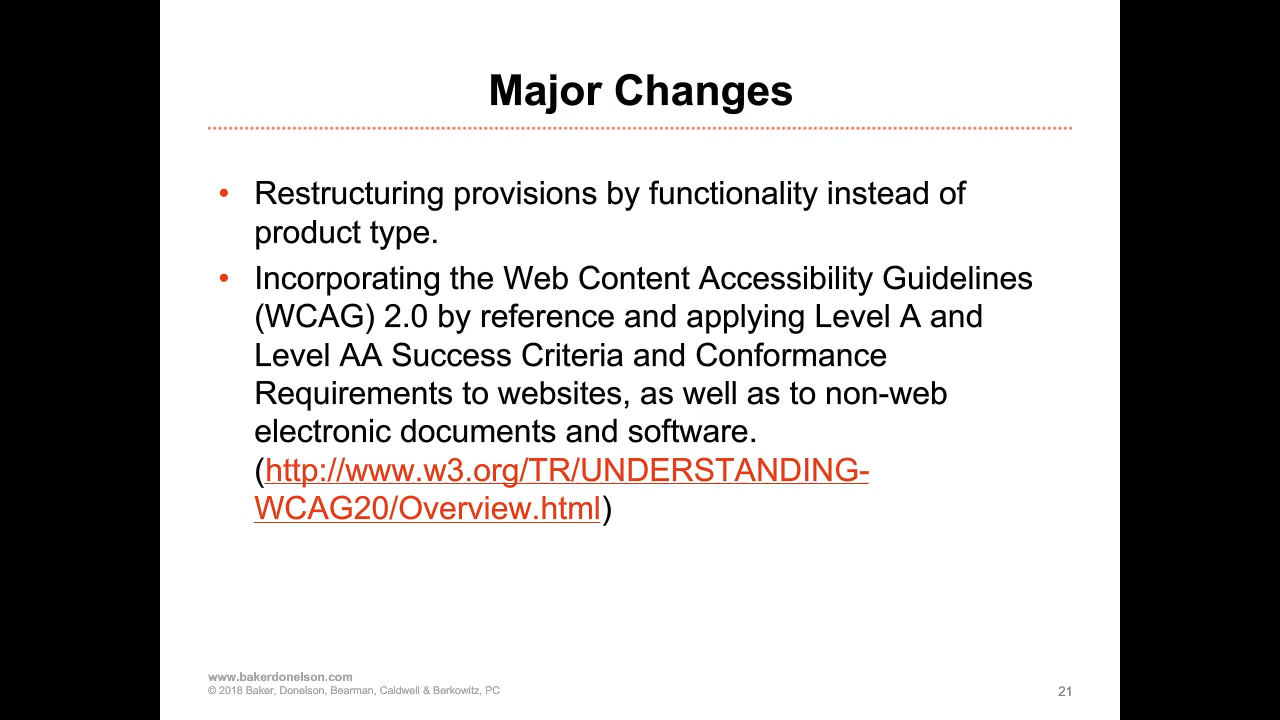 Major Changes
• Restructuring provisions by functionality instead of
product type.
• Incorporating the Web Content Accessibility Guidelines
(WCAG) 2.0 by reference and applying Level A and
Level AA Success Criteria and Conformance
Requirements to websites, as well as to non-web
electronic documents and software.
(http://www.w3.org/TR/UNDERSTANDING-
WCAG20/Overview.html)
www.bakerdonelson.com
© 2018 Baker, Donelson, Bearman, Caldwell & Berkowitz, PC
21